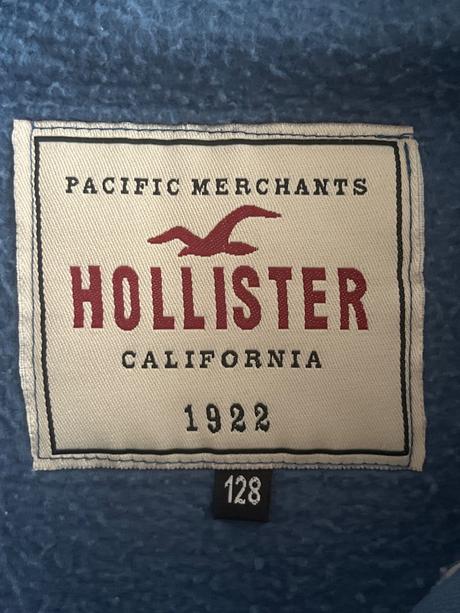 PACIFIC MERCHANTS
HOLLISTER
CALIFORNIA
1922
128